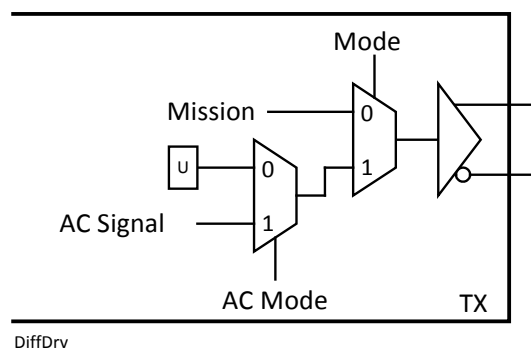 Mode
Mission
0
U
0
1
AC Signal
1
AC Mode
TX
DiffDrv